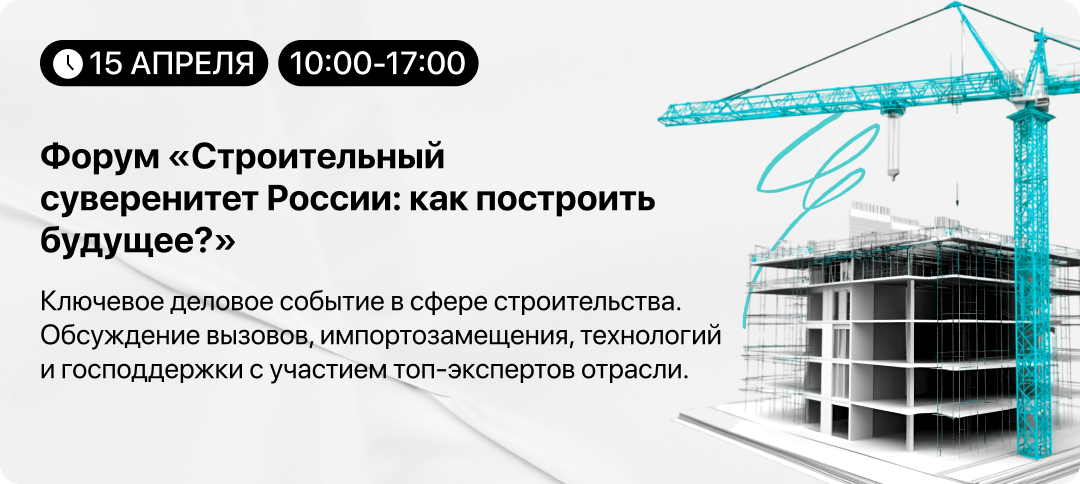 15 АПРЕЛЯ 10:00-17:00
Форум «Строительный
суверенитет России: как построить
будущее?»
Ключевое деловое событие в сфере строительства.
Обсуждение вызовов, импортозамещения, технологий
и господдержки с участием топ-экспертов отрасли.